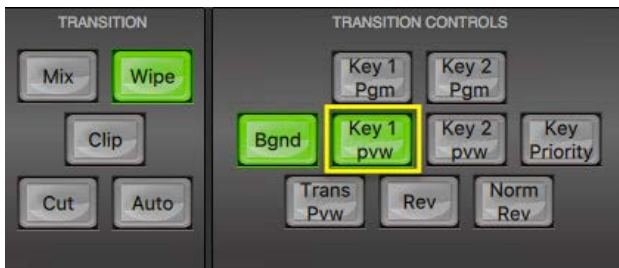 TRANSITION
Mix
Wipe
Clip
Cut
Auto
TRANSITION CONTROLS
Key 1
Pgm
Key 2
Pgm
Bgnd
Key 1
pvw
Key 2
pvw
Key
Priority
Trans
Pvw
Rev
Norm
Rev